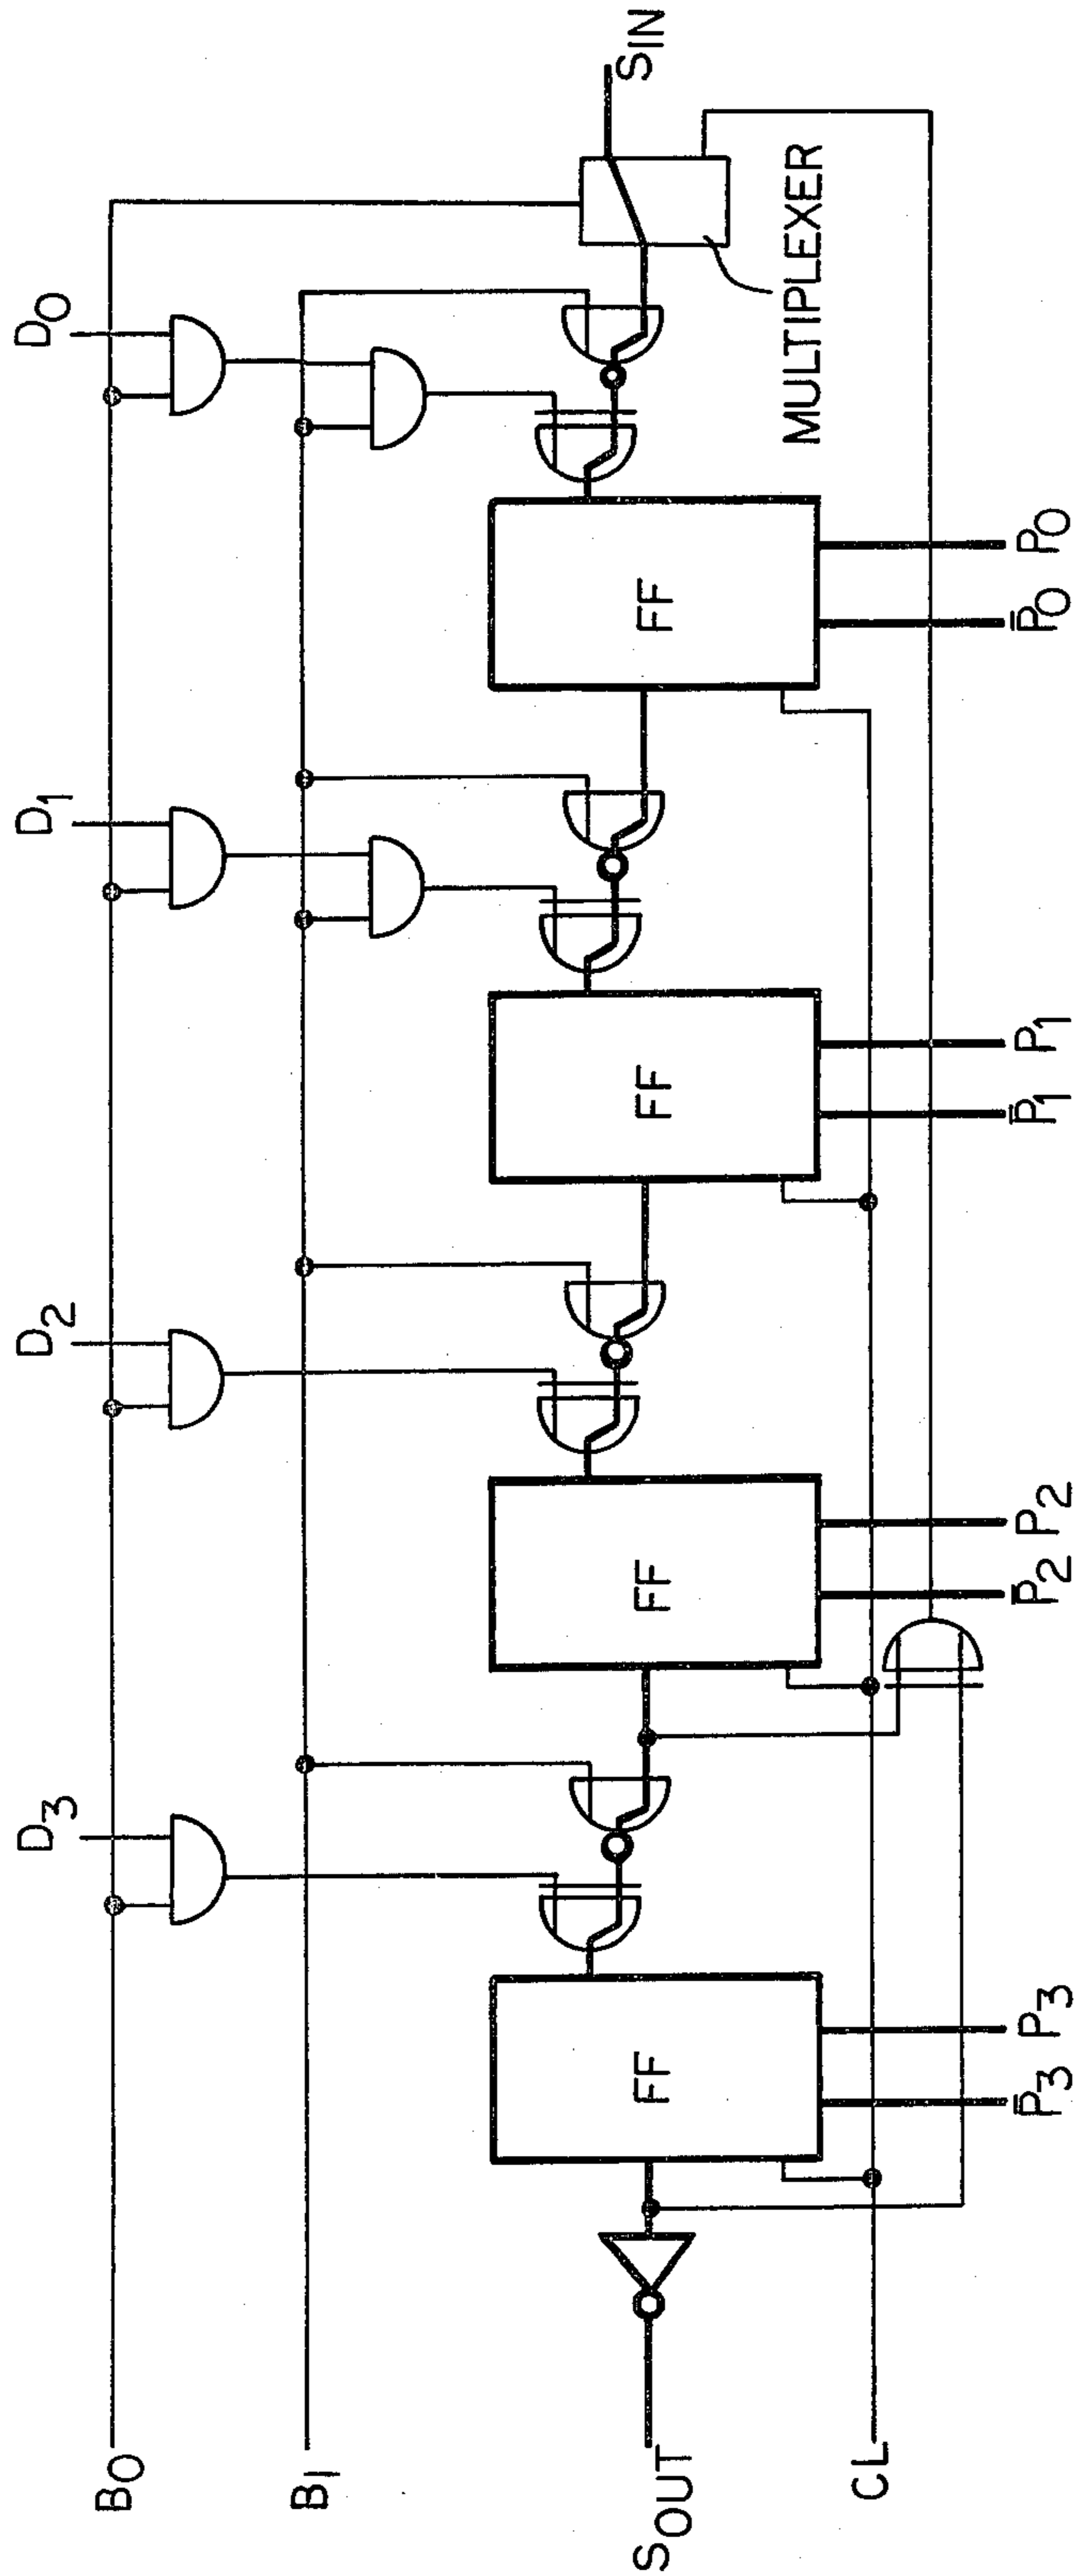 B0
B1
SOUT
CL
D3
D2
D1
D0
FF
FF
FF
FF
P̅3
P3
P̅2
P2
P̅1
P1
P̅0
P0
MULTIPLEXER
SIN